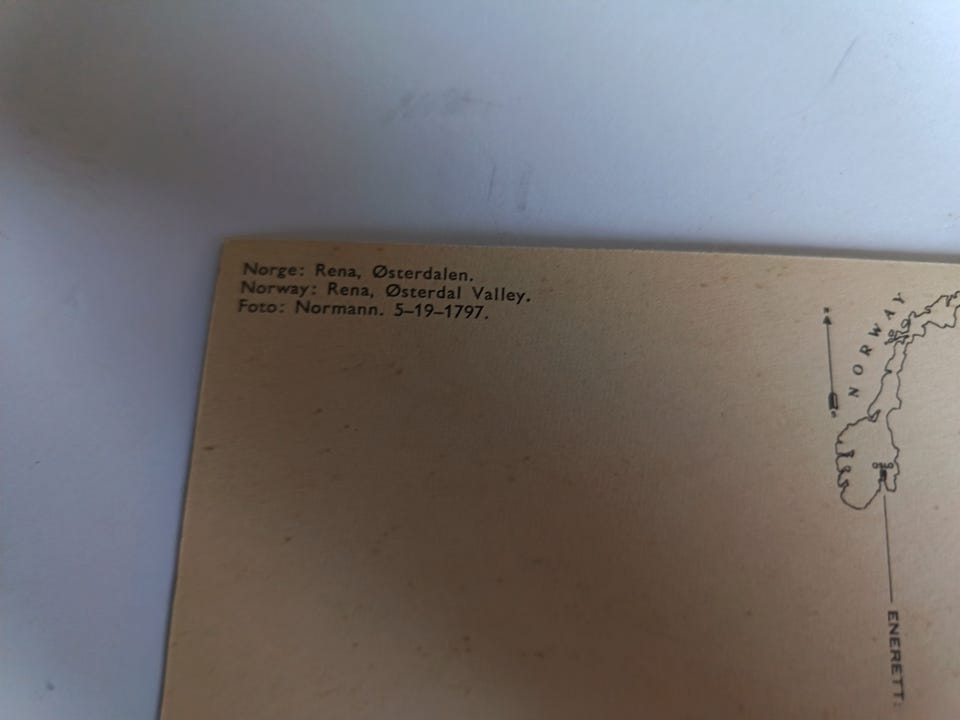 Norge: Rena, Østerdalen.
Norway: Rena, Østerdal Valley.
Foto: Normann. 5–19–1797.
NORWAY
ENERETT: